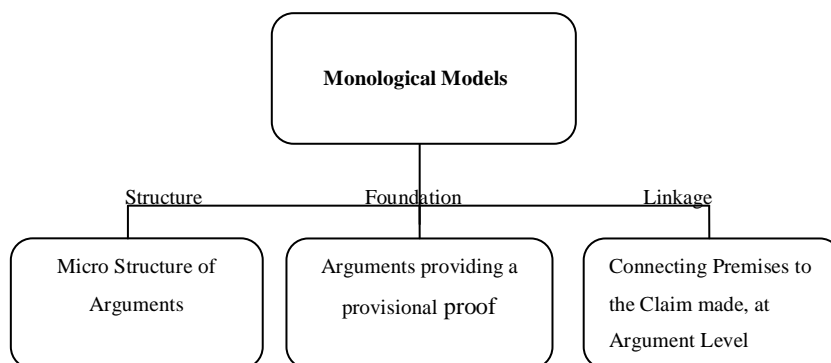 Monological Models
Structure
Foundation
Linkage
Micro Structure of
Arguments
Arguments providing a
provisional proof
Connecting Premises to
the Claim made, at
Argument Level